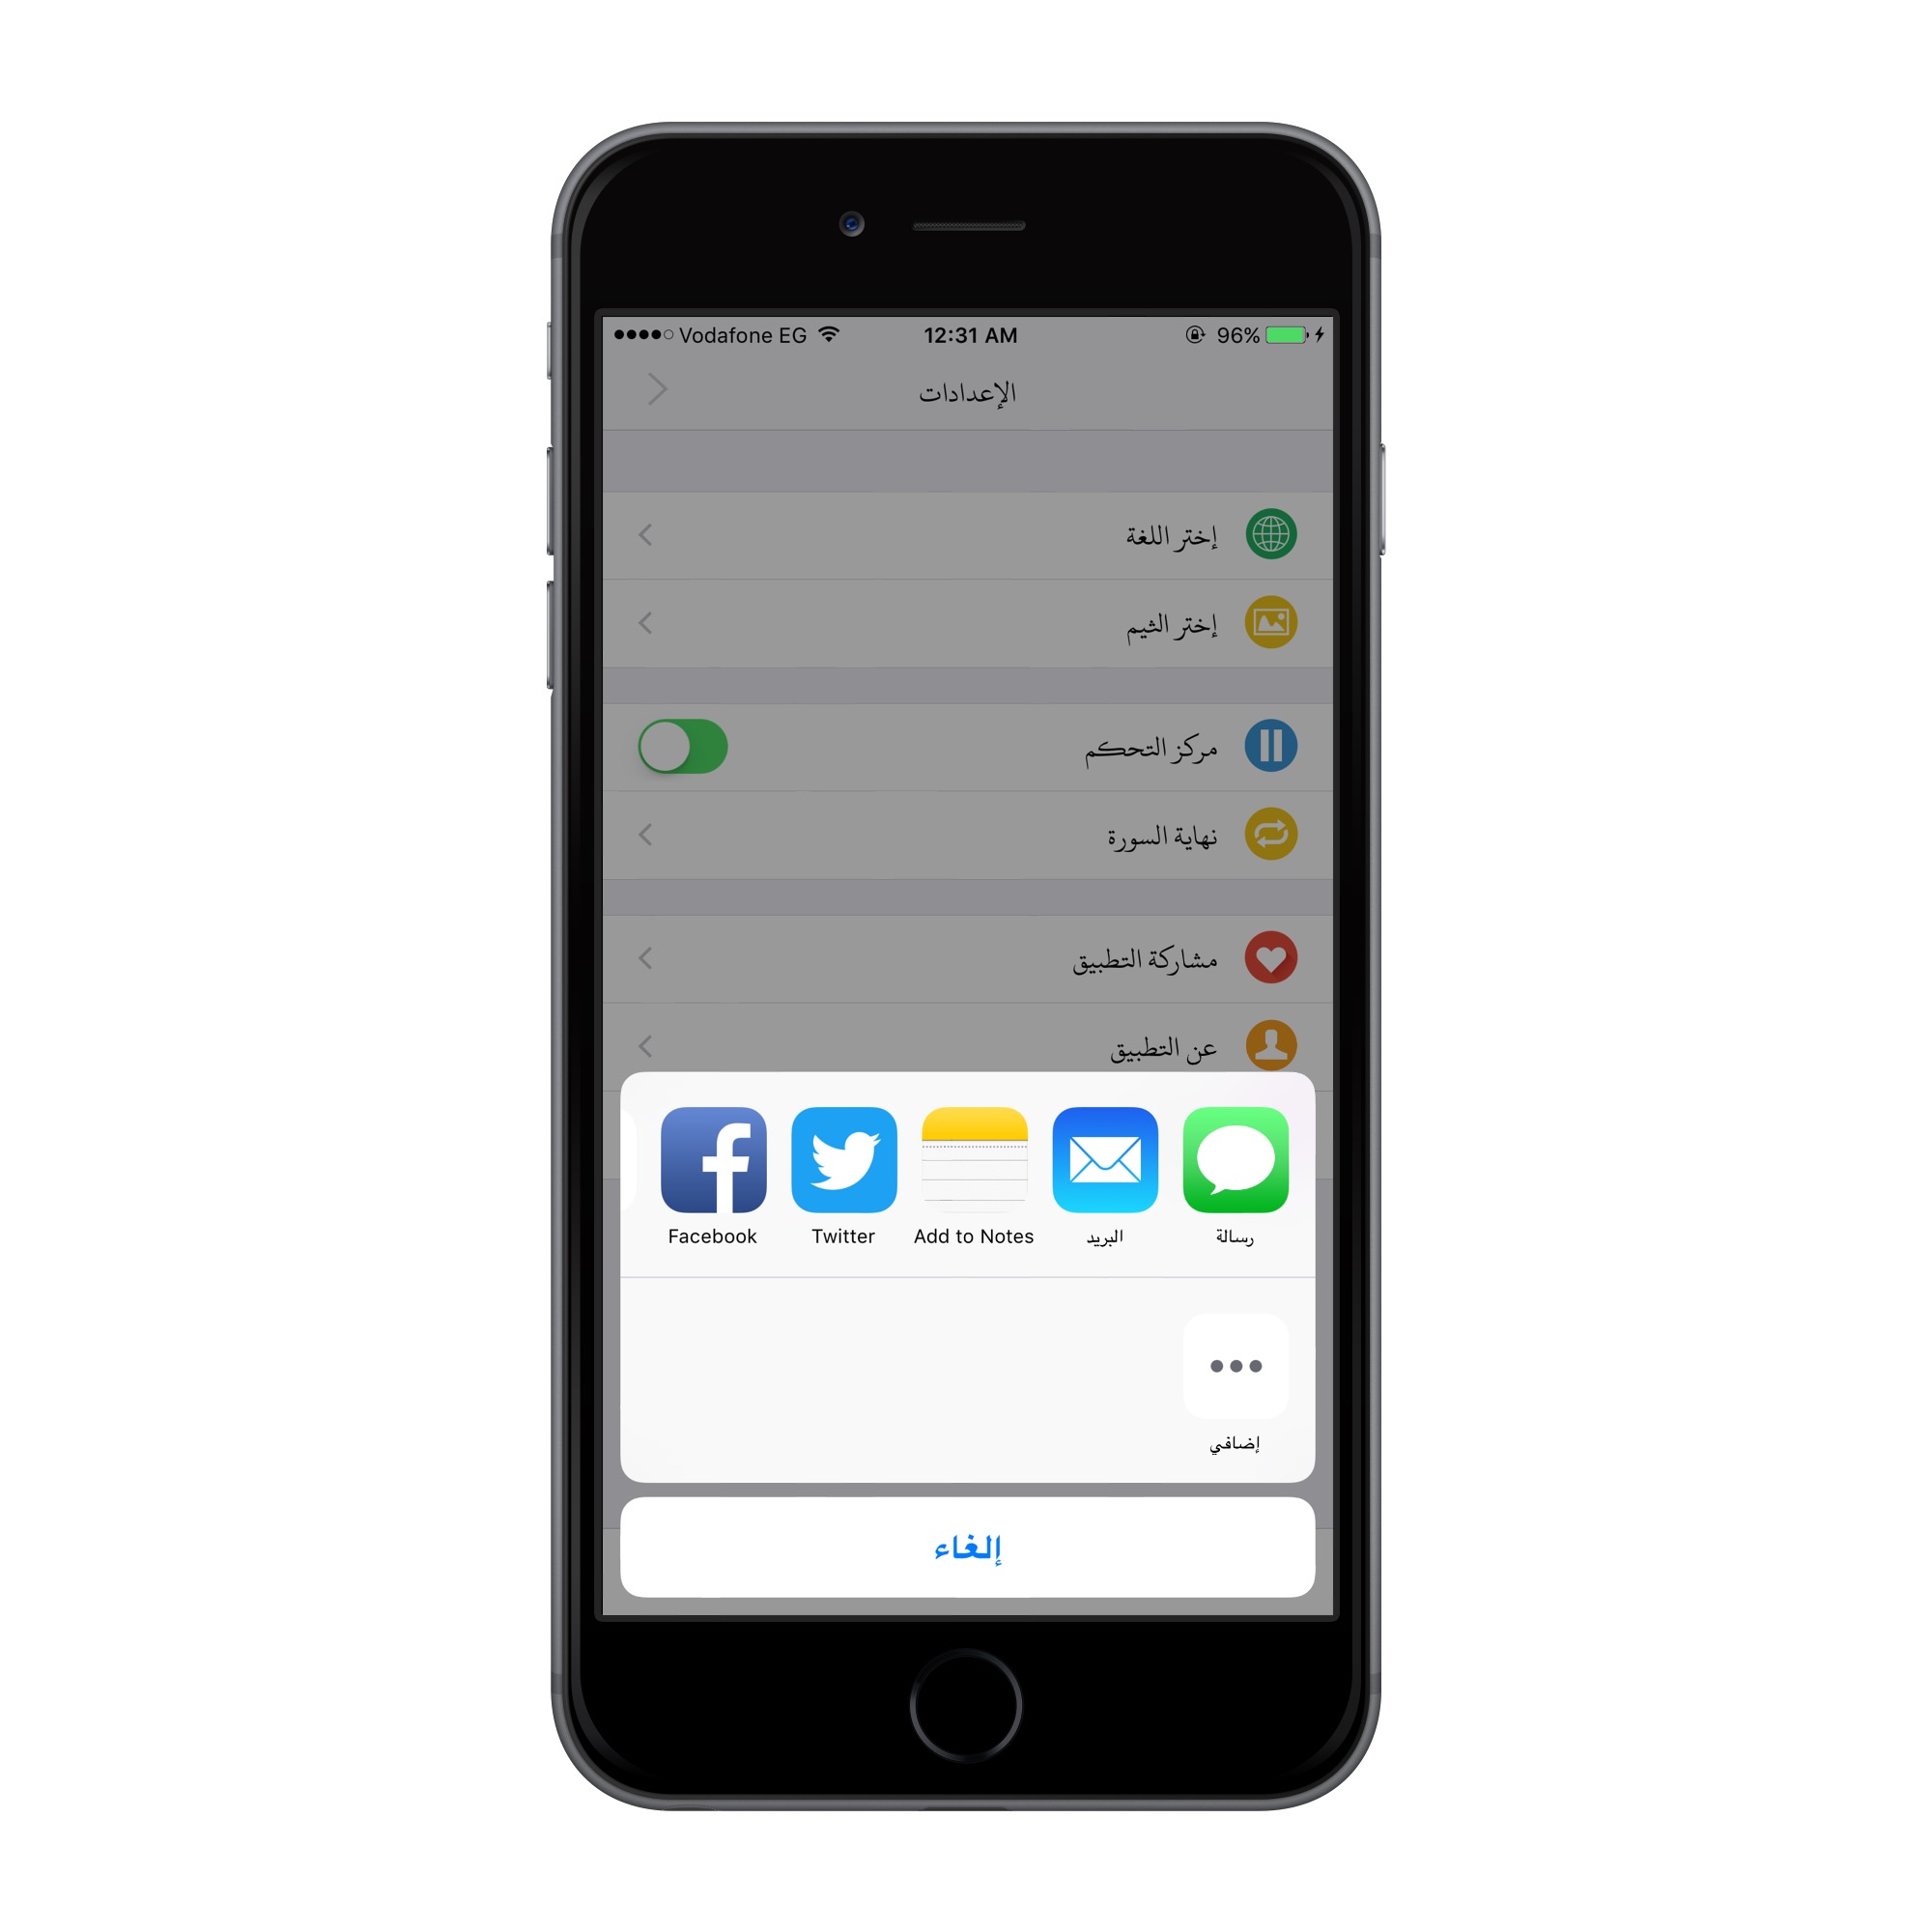 Vodafone EG 12:31 AM 96%
الإعدادات
إختر اللغة
إختر الثيم
مركز التحكم
نهاية السورة
مشاركة التطبيق
عن التطبيق
رسالة
البريد
Add to Notes
Twitter
Facebook
إضافي
إلغاء